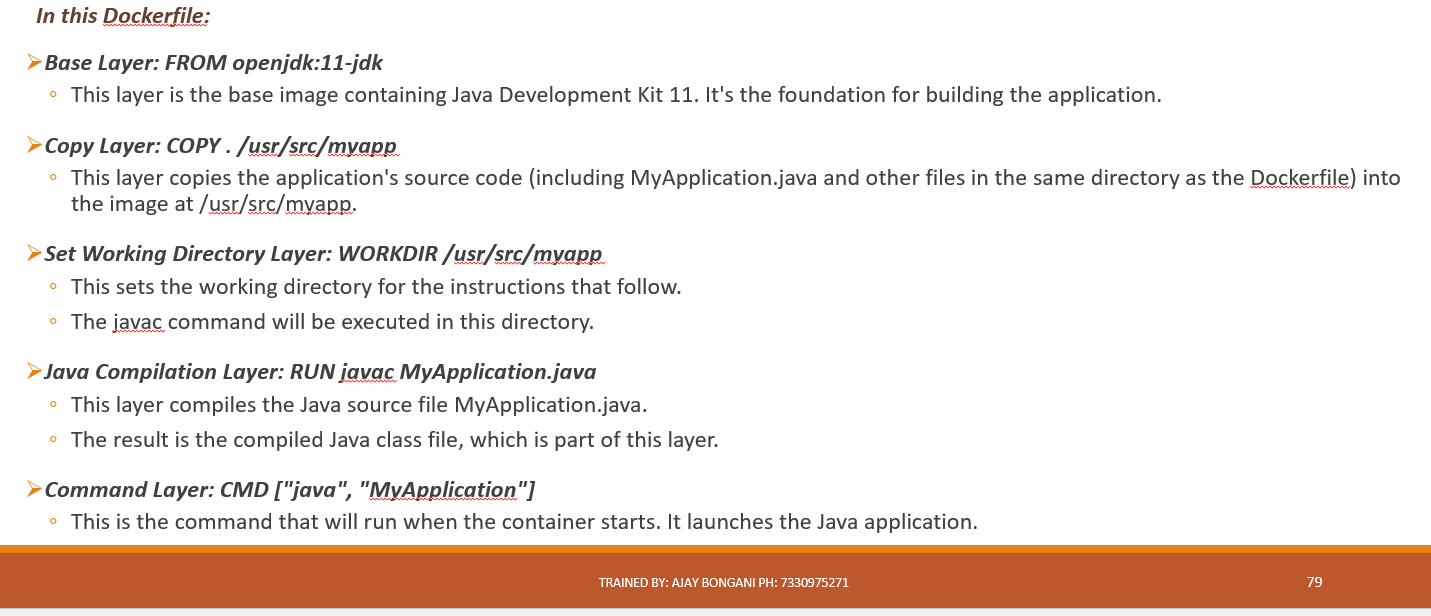 In this Dockerfile:
➢Base Layer: FROM openjdk:11-jdk
◦ This layer is the base image containing Java Development Kit 11. It's the foundation for building the application.
➢Copy Layer: COPY . /usr/src/myapp
◦ This layer copies the application's source code (including MyApplication.java and other files in the same directory as the Dockerfile) into
the image at /usr/src/myapp.
➢Set Working Directory Layer: WORKDIR /usr/src/myapp
◦ This sets the working directory for the instructions that follow.
◦ The javac command will be executed in this directory.
➢Java Compilation Layer: RUN javac MyApplication.java
◦ This layer compiles the Java source file MyApplication.java.
◦ The result is the compiled Java class file, which is part of this layer.
➢Command Layer: CMD ["java", "MyApplication"]
◦ This is the command that will run when the container starts. It launches the Java application.
TRAINED BY: AJAY BONGANI PH: 7330975271
79